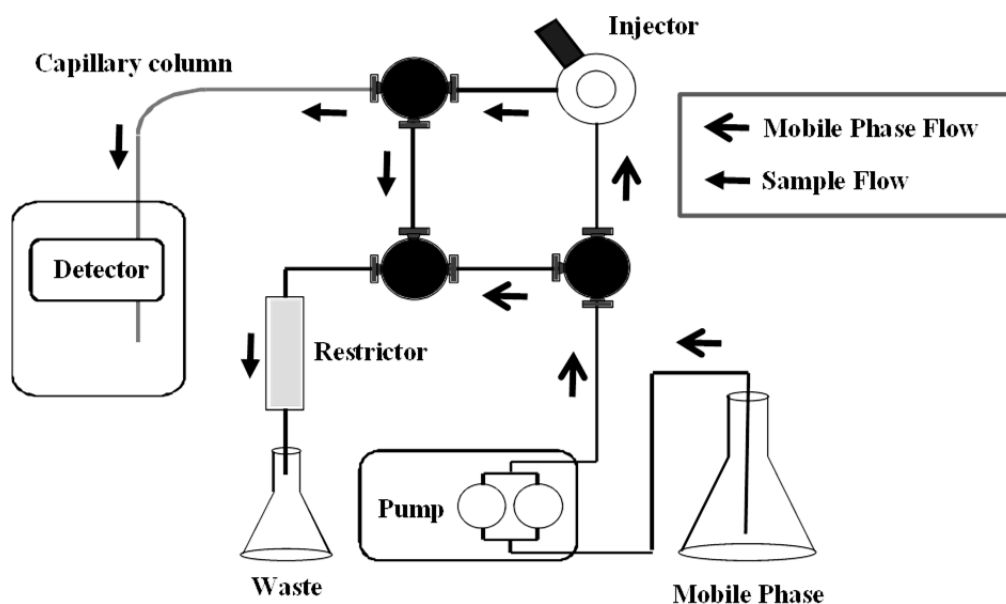 Injector
Capillary column
Mobile Phase Flow
Sample Flow
Detector
Restrictor
Pump
Waste
Mobile Phase